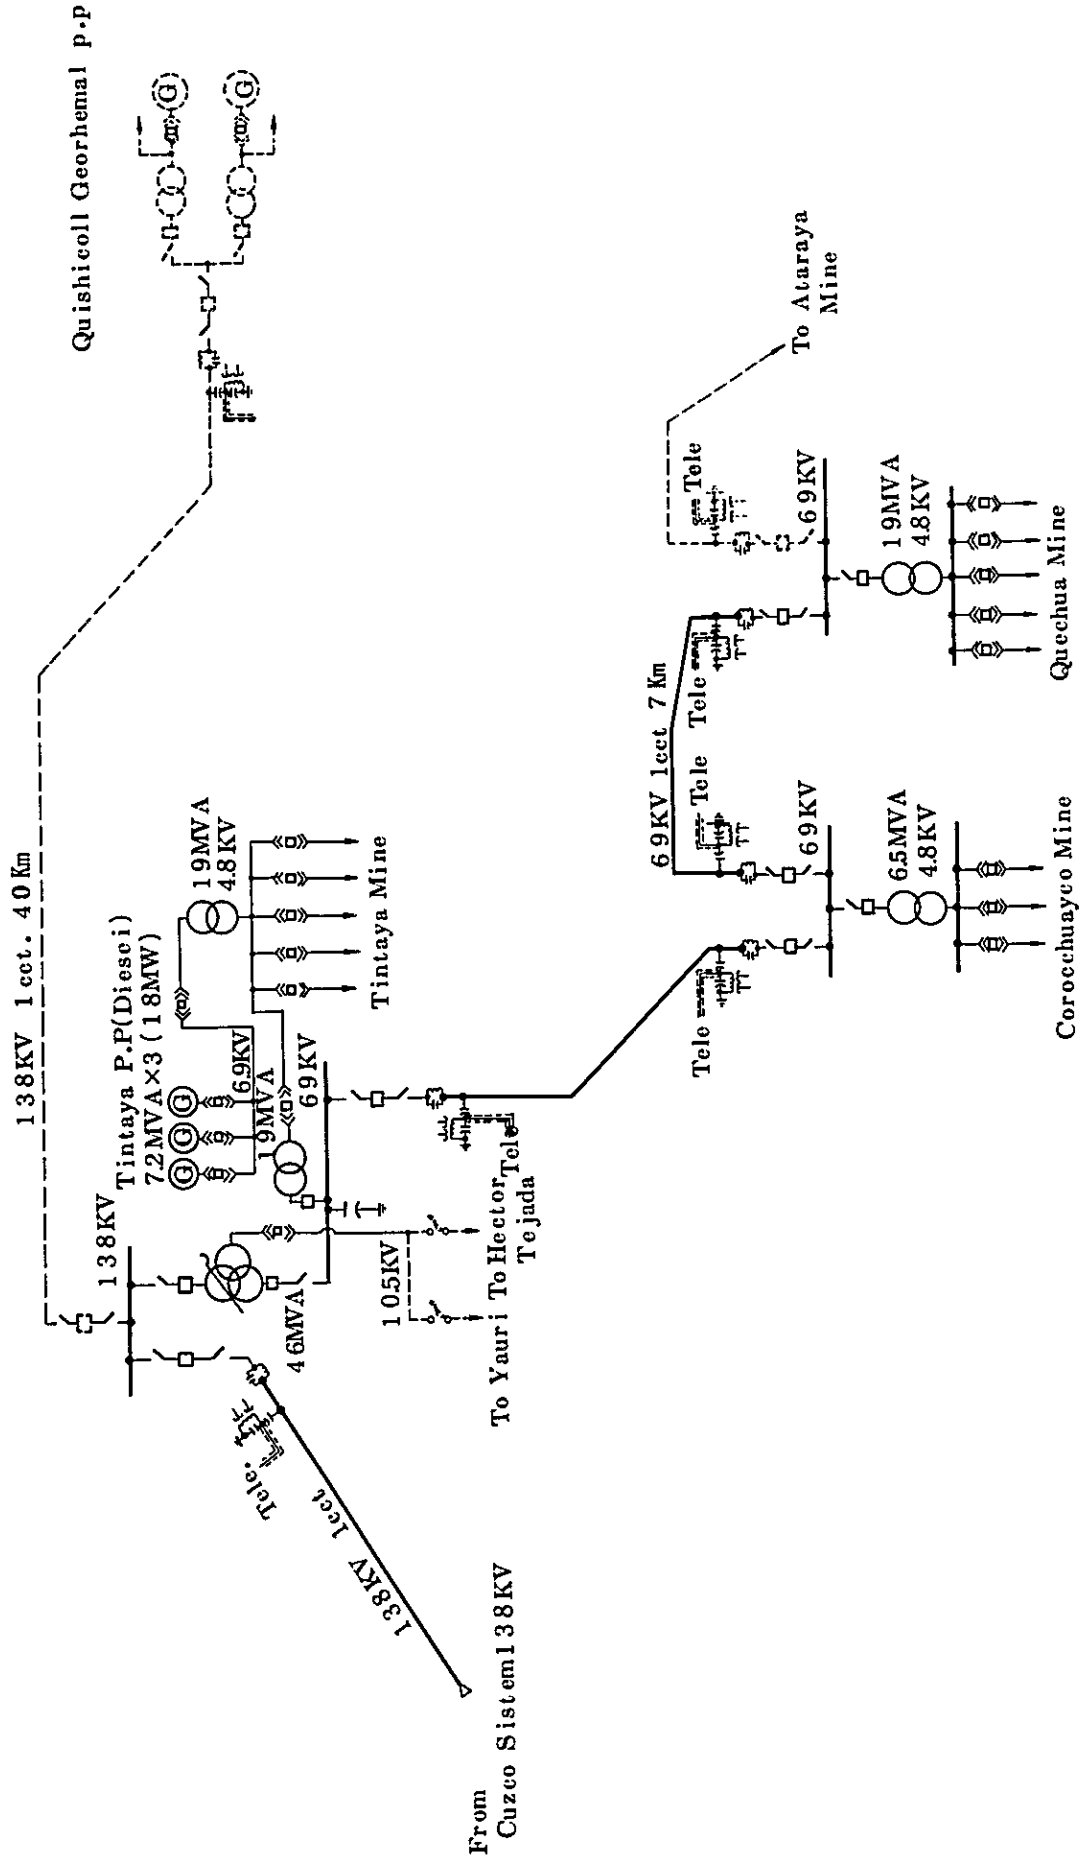 Quishicoll Georhemal p.p
G
G
138KV 1cct. 40Km
To Ataraya
Mine
Tele
69KV
19MVA
4.8KV
Quechua Mine
Tele
69KV 1cct 7Km
Tele
69KV
6.5MVA
4.8KV
Corocchuayco Mine
Tele
19MVA
4.8KV
Tintaya Mine
Tintaya P.P(Diesei)
7.2MVA×3(18MW)
G
G
G
6.9KV
19MVA
69KV
Tele
138KV
46MVA
10.5KV
To Hector
Tejada
To Yauri
Tele.
138KV 1cct
From
Cuzco Sistem138KV